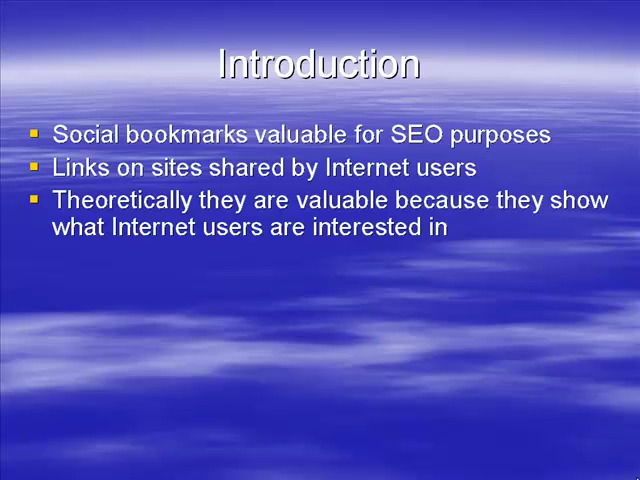 Introduction
Social bookmarks valuable for SEO purposes
Links on sites shared by Internet users
Theoretically they are valuable because they show
what Internet users are interested in